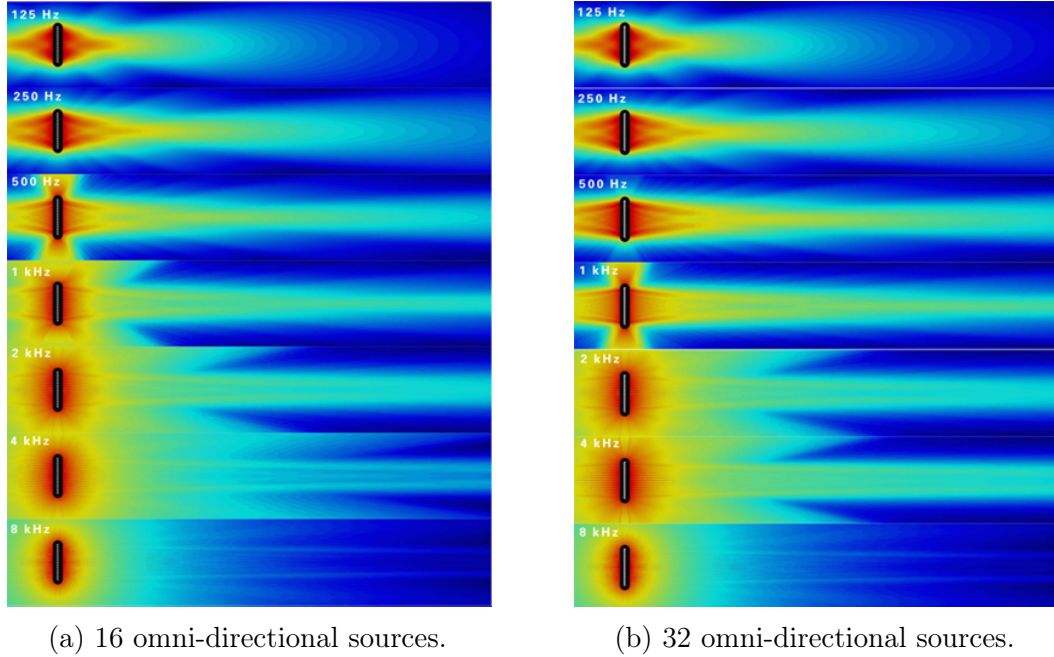 125 Hz
250 Hz
500 Hz
1 kHz
2 kHz
4 kHz
8 kHz
(a) 16 omni-directional sources.
125 Hz
250 Hz
500 Hz
1 kHz
2 kHz
4 kHz
8 kHz
(b) 32 omni-directional sources.